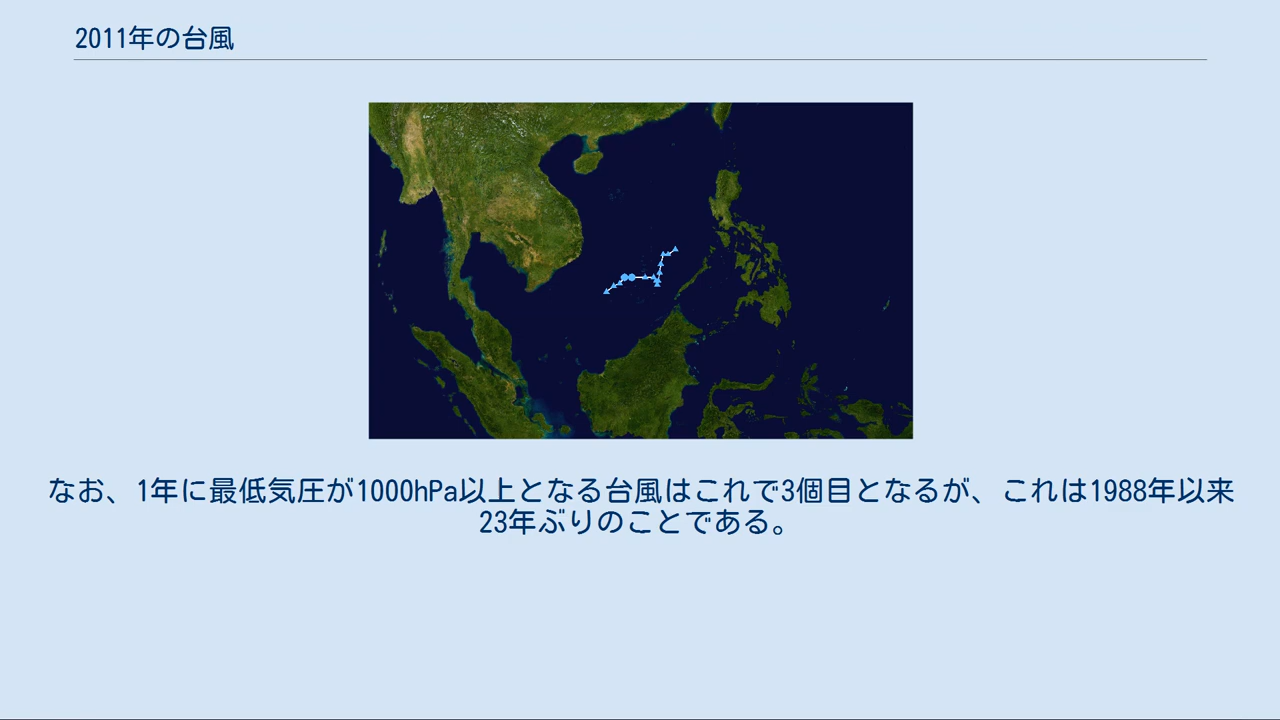 2011年の台風
なお、1年に最低気圧が1000hPa以上となる台風はこれで3個目となるが、これは1988年以来
23年ぶりのことである。